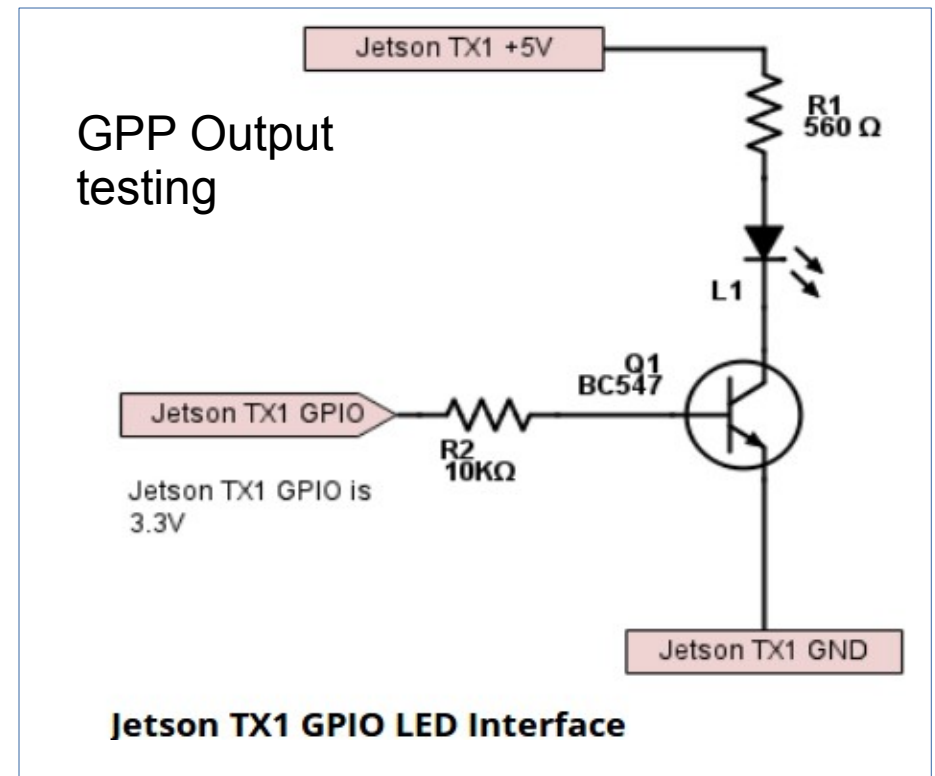 Jetson TX1 +5V
GPP Output
testing
R1
560 Ω
L1
Q1
BC547
Jetson TX1 GPIO
R2
10KΩ
Jetson TX1 GPIO is
3.3V
Jetson TX1 GND
Jetson TX1 GPIO LED Interface